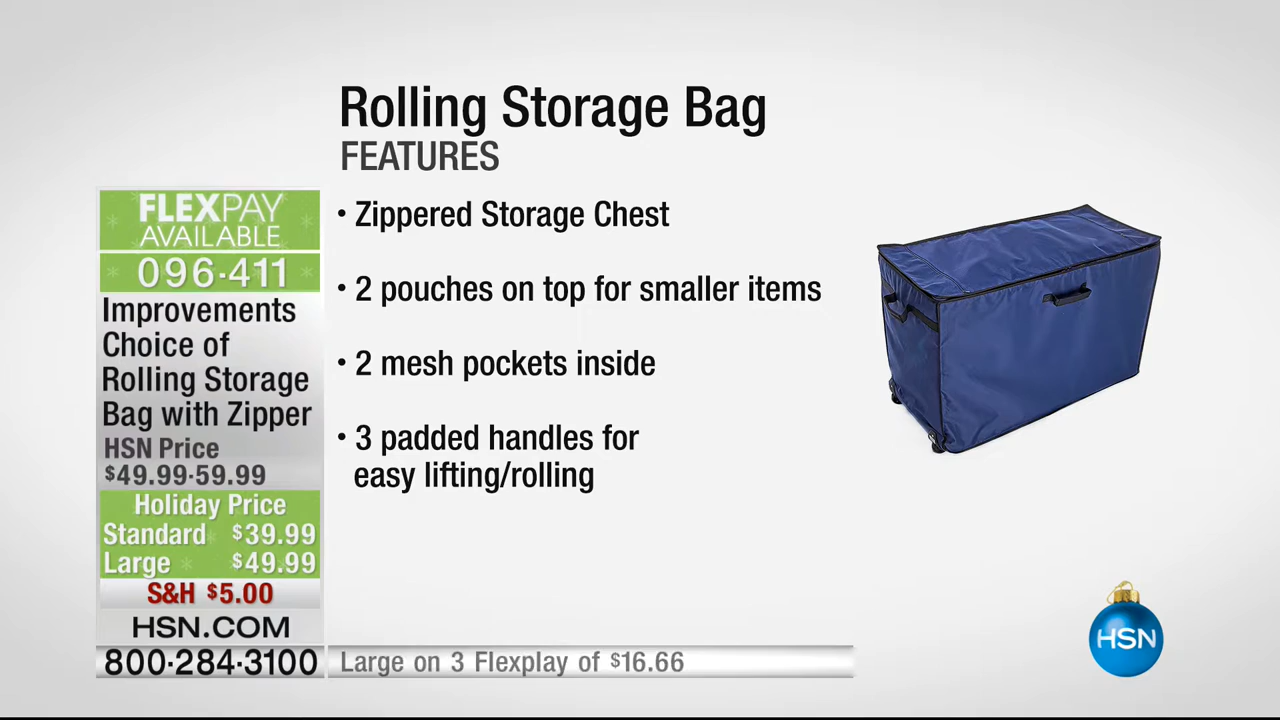 Rolling Storage Bag
FEATURES
• Zippered Storage Chest
• 2 pouches on top for smaller items
• 2 mesh pockets inside
• 3 padded handles for
easy lifting/rolling
FLEXPAY
AVAILABLE
096·411
Improvements
Choice of
Rolling Storage
Bag with Zipper
HSN Price
$49.99-59.99
Holiday Price
Standard $39.99
Large $49.99
S&H $5.00
HSN.COM
800·284·3100
Large on 3 Flexplay of $16.66
HSN